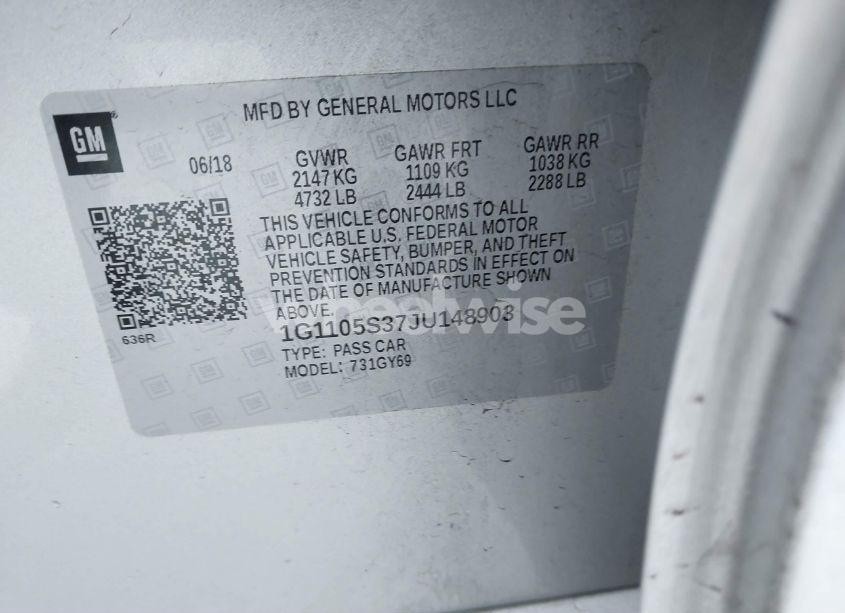 MFD BY GENERAL MOTORS LLC
GM
06/18
GVWR
2147 KG
4732 LB
GAWR FRT
1109 KG
2444 LB
GAWR RR
1038 KG
2288 LB
THIS VEHICLE CONFORMS TO ALL
APPLICABLE U.S. FEDERAL MOTOR
VEHICLE SAFETY, BUMPER, AND THEFT
PREVENTION STANDARDS IN EFFECT ON
THE DATE OF MANUFACTURE SHOWN
ABOVE.
1G1105S37JU148903
TYPE: PASS CAR
MODEL: 731GY69
636R
wheelwise